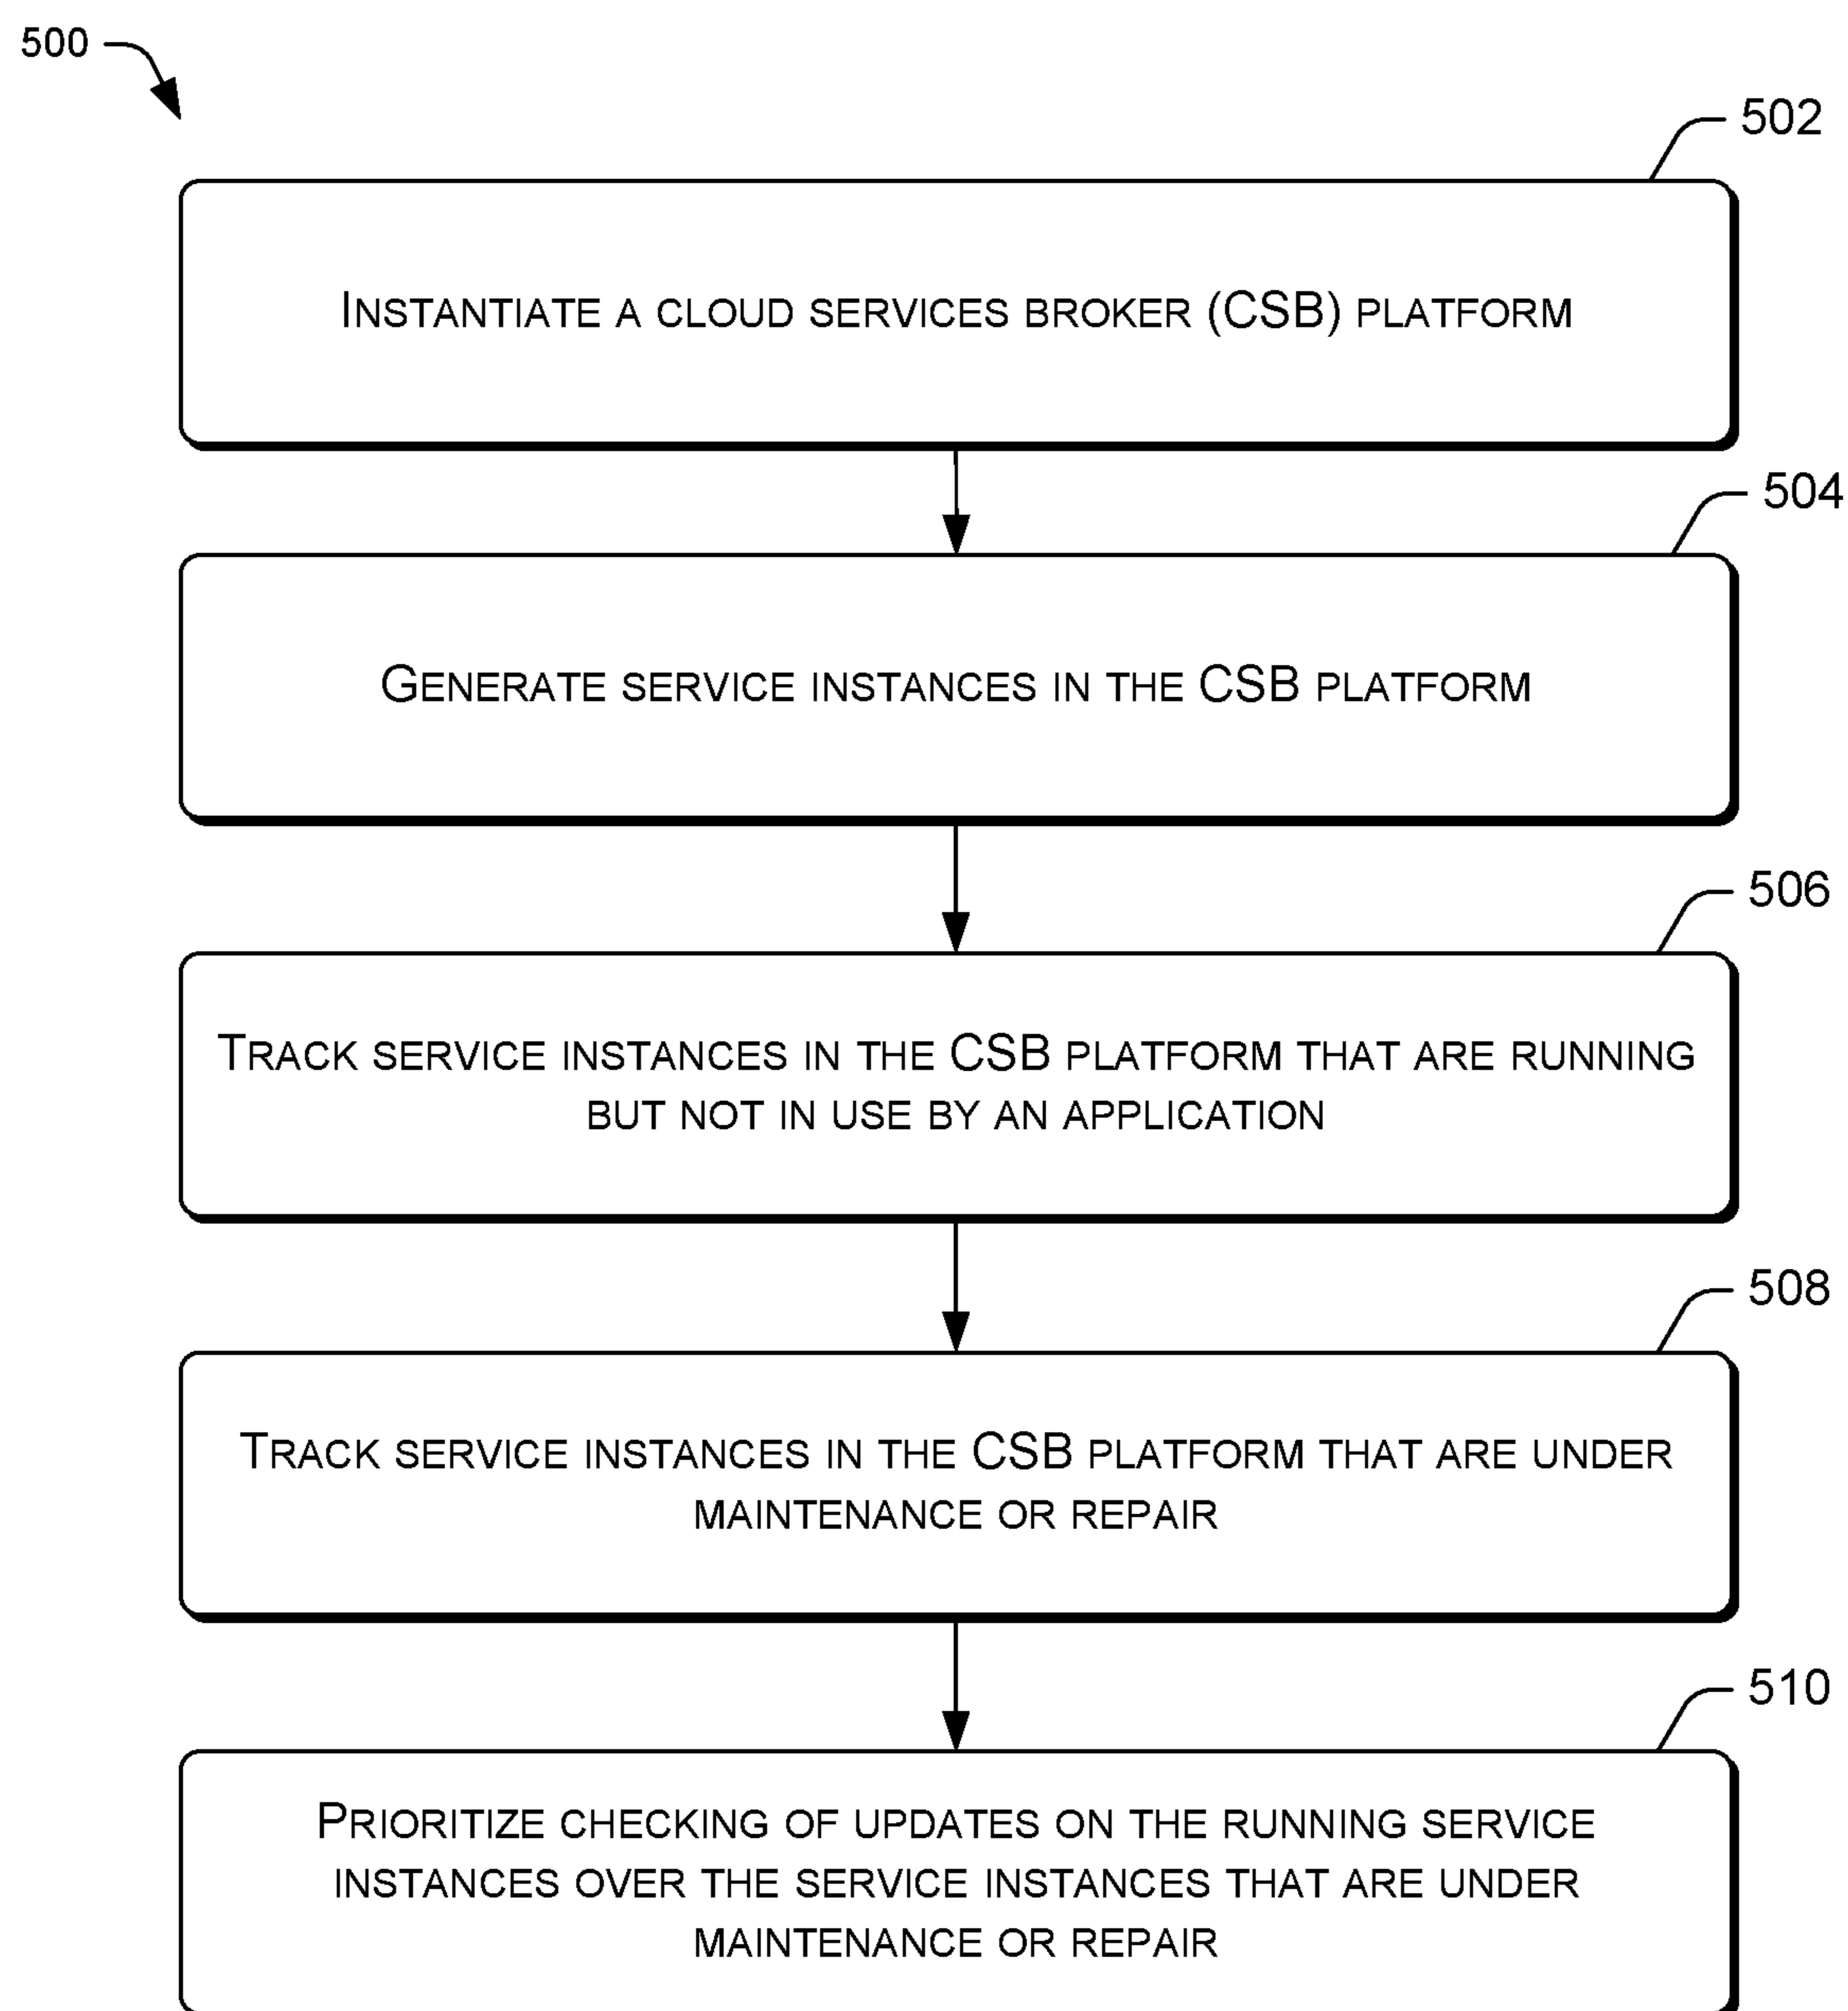 500
502
INSTANTIATE A CLOUD SERVICES BROKER (CSB) PLATFORM
504
GENERATE SERVICE INSTANCES IN THE CSB PLATFORM
506
TRACK SERVICE INSTANCES IN THE CSB PLATFORM THAT ARE RUNNING
BUT NOT IN USE BY AN APPLICATION
508
TRACK SERVICE INSTANCES IN THE CSB PLATFORM THAT ARE UNDER
MAINTENANCE OR REPAIR
510
PRIORITIZE CHECKING OF UPDATES ON THE RUNNING SERVICE
INSTANCES OVER THE SERVICE INSTANCES THAT ARE UNDER
MAINTENANCE OR REPAIR